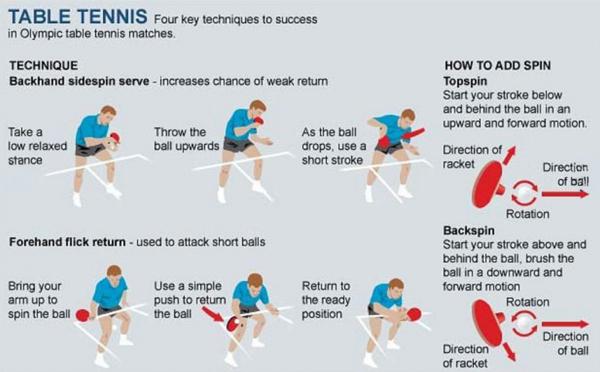 TABLE TENNIS Four key techniques to success
in Olympic table tennis matches.
TECHNIQUE
Backhand sidespin serve - increases chance of weak return
Take a
low relaxed
stance
Throw the
ball upwards
As the ball
drops, use a
short stroke
Forehand flick return - used to attack short balls
Bring your
arm up to
spin the ball
Use a simple
push to return
the ball
Return to
the ready
position
HOW TO ADD SPIN
Topspin
Start your stroke below
and behind the ball in an
upward and forward motion.
Direction of
racket
Direction
of ball
Rotation
Backspin
Start your stroke above and
behind the ball, brush the
ball in a downward and
forward motion
Rotation
Direction
of ball
Direction
of racket